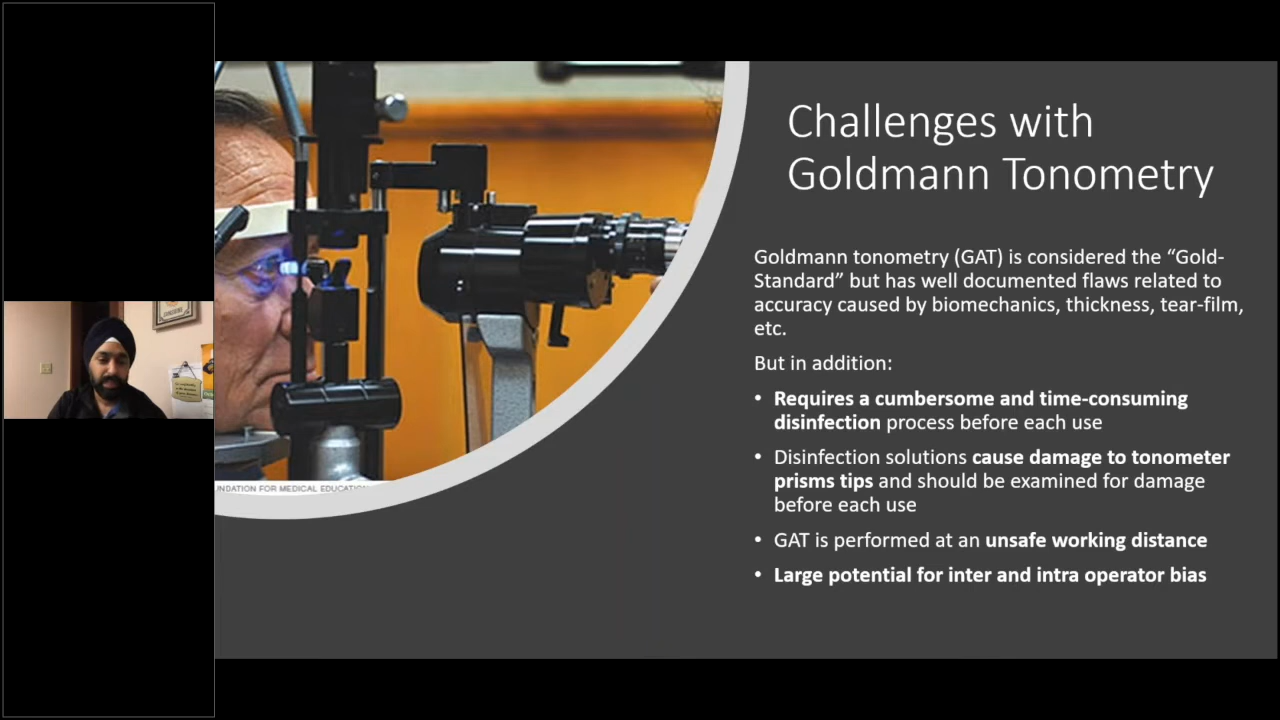 Challenges with
Goldmann Tonometry
Goldmann tonometry (GAT) is considered the “Gold-
Standard” but has well documented flaws related to
accuracy caused by biomechanics, thickness, tear-film,
etc.
But in addition:
• Requires a cumbersome and time-consuming
disinfection process before each use
• Disinfection solutions cause damage to tonometer
prisms tips and should be examined for damage
before each use
• GAT is performed at an unsafe working distance
• Large potential for inter and intra operator bias
UNDATION FOR MEDICAL EDUCATION